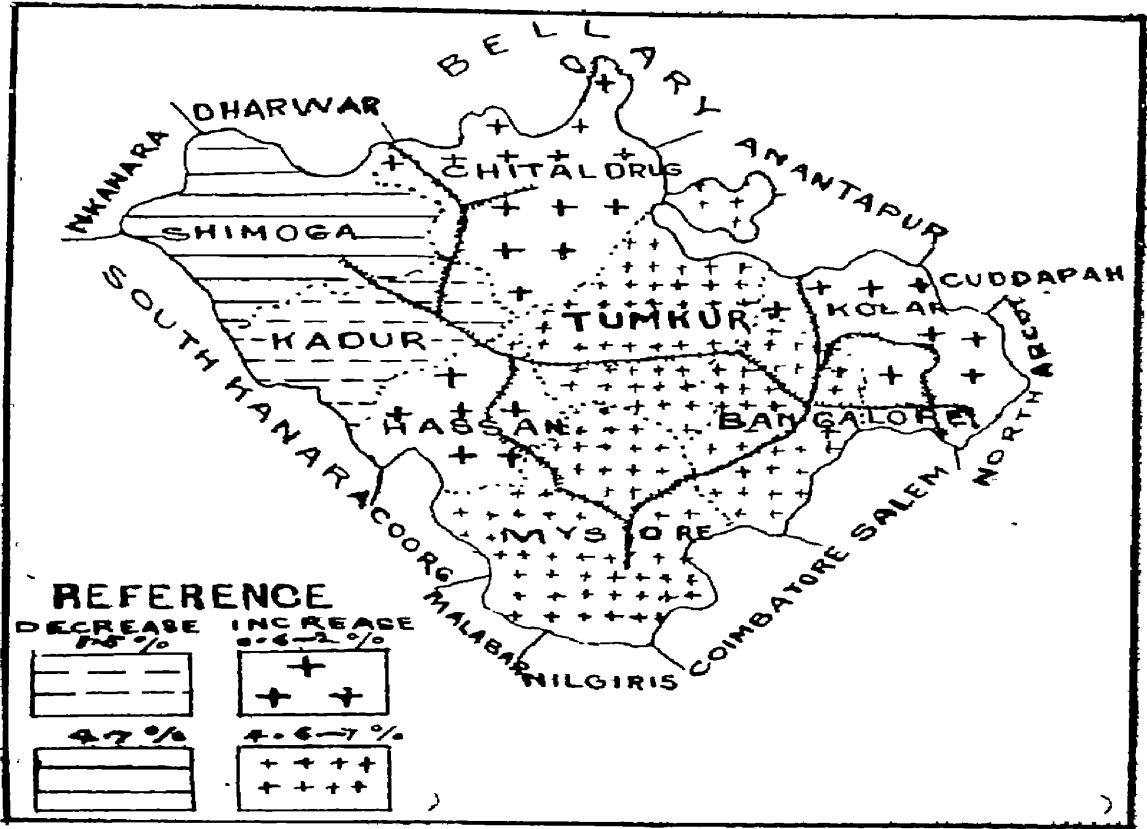 BELLARY
DHARWAR
N KANARA
CHITALDRUG
ANANTAPUR
SHIMOGA
CUDDAPAH
KOLAR
TUMKUR
NORTH ARCOT
KADUR
SOUTH KANARA
BANGALORE
HASSAN
SALEM
MYSORE
COORG
COIMBATORE
MALABAR
NILGIRIS
REFERENCE
DECREASE INCREASE
4.6-7%